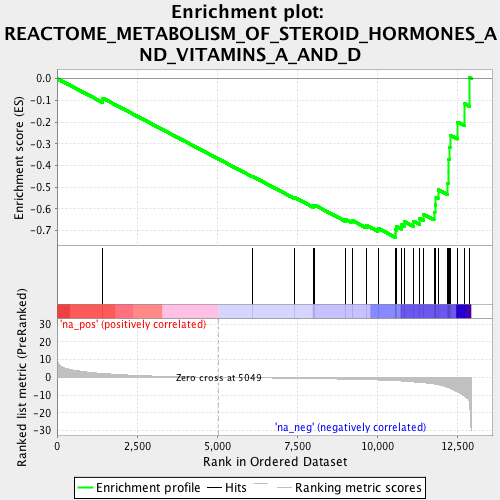 Enrichment plot:
REACTOME_METABOLISM_OF_STEROID_HORMONES_A
ND_VITAMINS_A_AND_D
Enrichment score (ES)
0.0
-0.1
-0.2
-0.3
-0.4
-0.5
-0.6
-0.7
'na_pos' (positively correlated)
Ranked list metric (PreRanked)
30
20
10
0
-10
-20
-30
Zero cross at 5049
'na_neg' (negatively correlated)
0
2,500
5,000
7,500
10,000
12,500
Rank in Ordered Dataset
Enrichment profile
Hits
Ranking metric scores